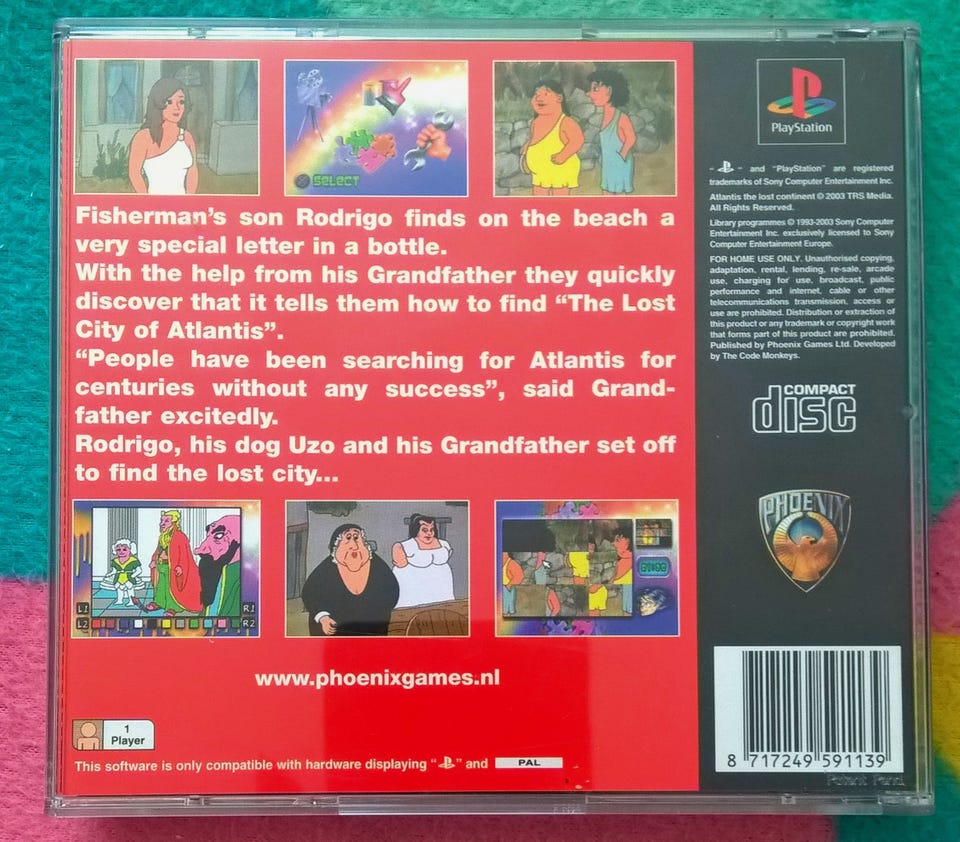 SELECT
Fisherman's son Rodrigo finds on the beach a
very special letter in a bottle.
With the help from his Grandfather they quickly
discover that it tells them how to find “The Lost
City of Atlantis”.
“People have been searching for Atlantis for
centuries without any success”, said Grand-
father excitedly.
Rodrigo, his dog Uzo and his Grandfather set off
to find the lost city...
L1
R1
L2
R2
www.phoenixgames.nl
1
Player
This software is only compatible with hardware displaying “ ” and PAL
PlayStation
“ ” and “PlayStation” are registered
trademarks of Sony Computer Entertainment Inc.
Atlantis the lost continent © 2003 TRS Media.
All Rights Reserved.
Library programmes © 1993-2003 Sony Computer
Entertainment Inc. exclusively licensed to Sony
Computer Entertainment Europe.
FOR HOME USE ONLY. Unauthorised copying,
adaptation, rental, lending, re-sale, arcade
use, charging for use, broadcast, public
performance and internet, cable or other
telecommunications transmission, access or
use are prohibited. Distribution or extraction of
this product or any trademark or copyright work
that forms part of this product are prohibited.
Published by Phoenix Games Ltd. Developed
by The Code Monkeys.
COMPACT
disc
PHOENIX
8 717249 591139
Patent Pend